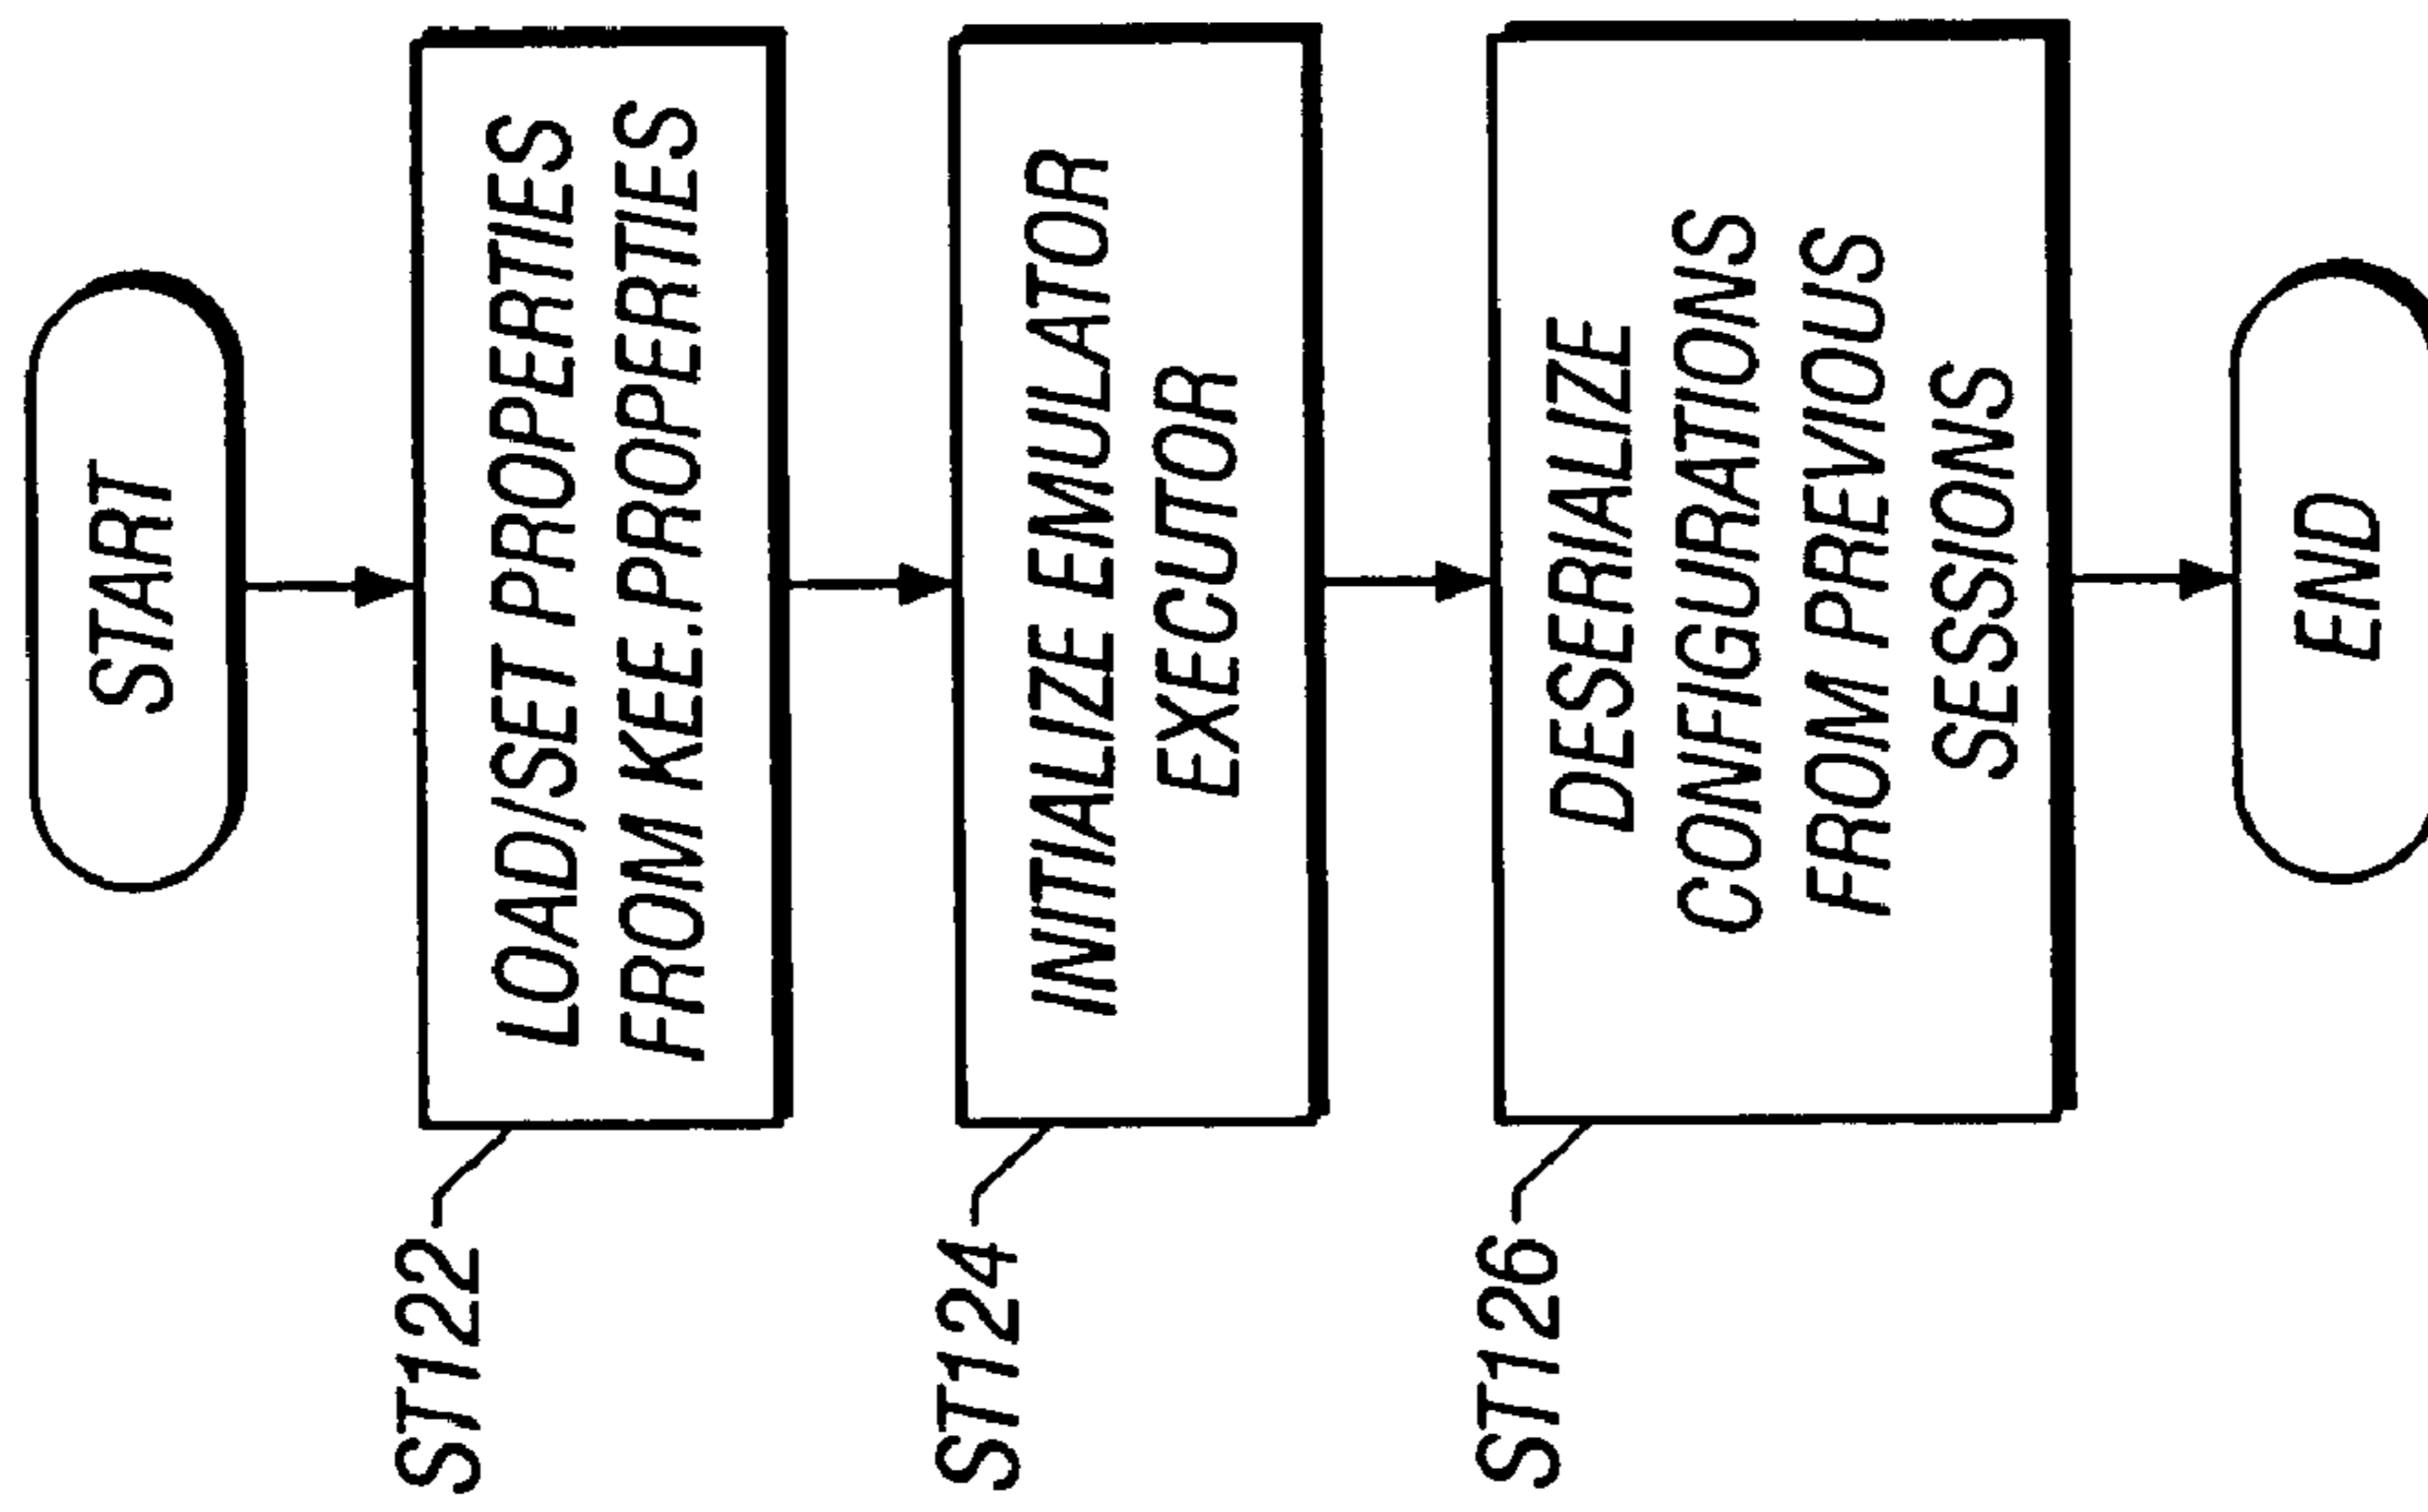 START
ST122
LOAD/SET PROPERTIES
FROM KEE.PROPERTIES
ST124
INITIALIZE EMULATOR
EXECUTOR
ST126
DESERIALIZE
CONFIGURATIONS
FROM PREVIOUS
SESSIONS
END